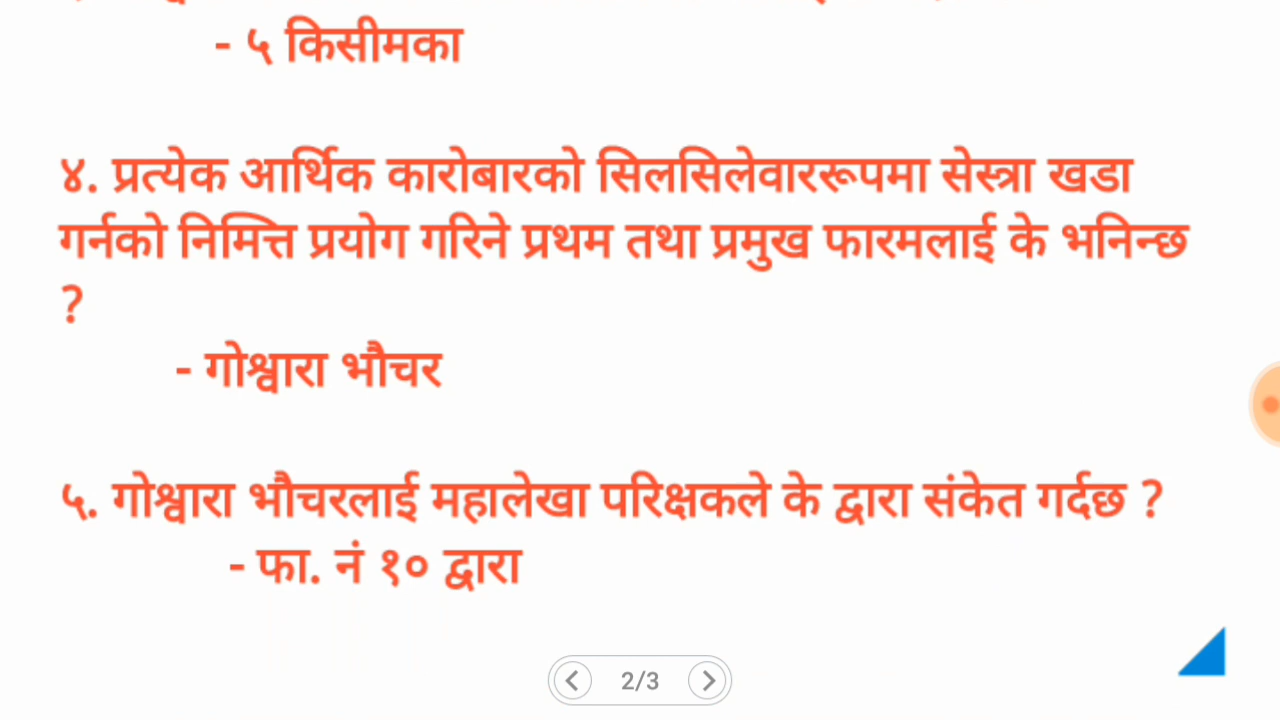 - ५ किसीमका
४. प्रत्येक आर्थिक कारोबारको सिलसिलेवाररूपमा सेस्त्रा खडा
गर्नको निमित्त प्रयोग गरिने प्रथम तथा प्रमुख फारमलाई के भनिन्छ
?
- गोश्वारा भौचर
५. गोश्वारा भौचरलाई महालेखा परिक्षकले के द्वारा संकेत गर्दछ ?
- फा. नं १० द्वारा
2/3